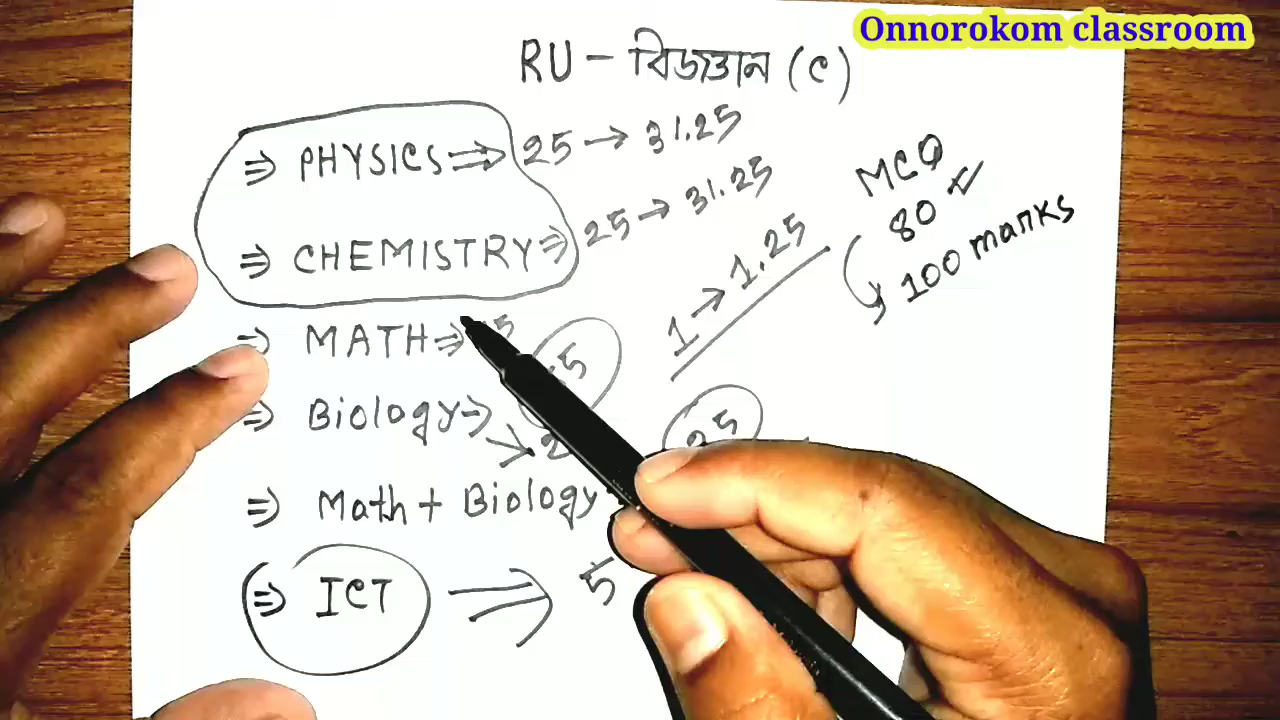 Onnorokom classroom
RU – বিজ্ঞান (C)
⇒ PHYSICS ⇒ 25 → 31.25
⇒ CHEMISTRY ⇒ 25 → 31.25
⇒ MATH ⇒
⇒ Biology →
⇒ Math + Biology
⇒ ICT ⇒ 5
1 → 1.25
MCQ
80
100 marks